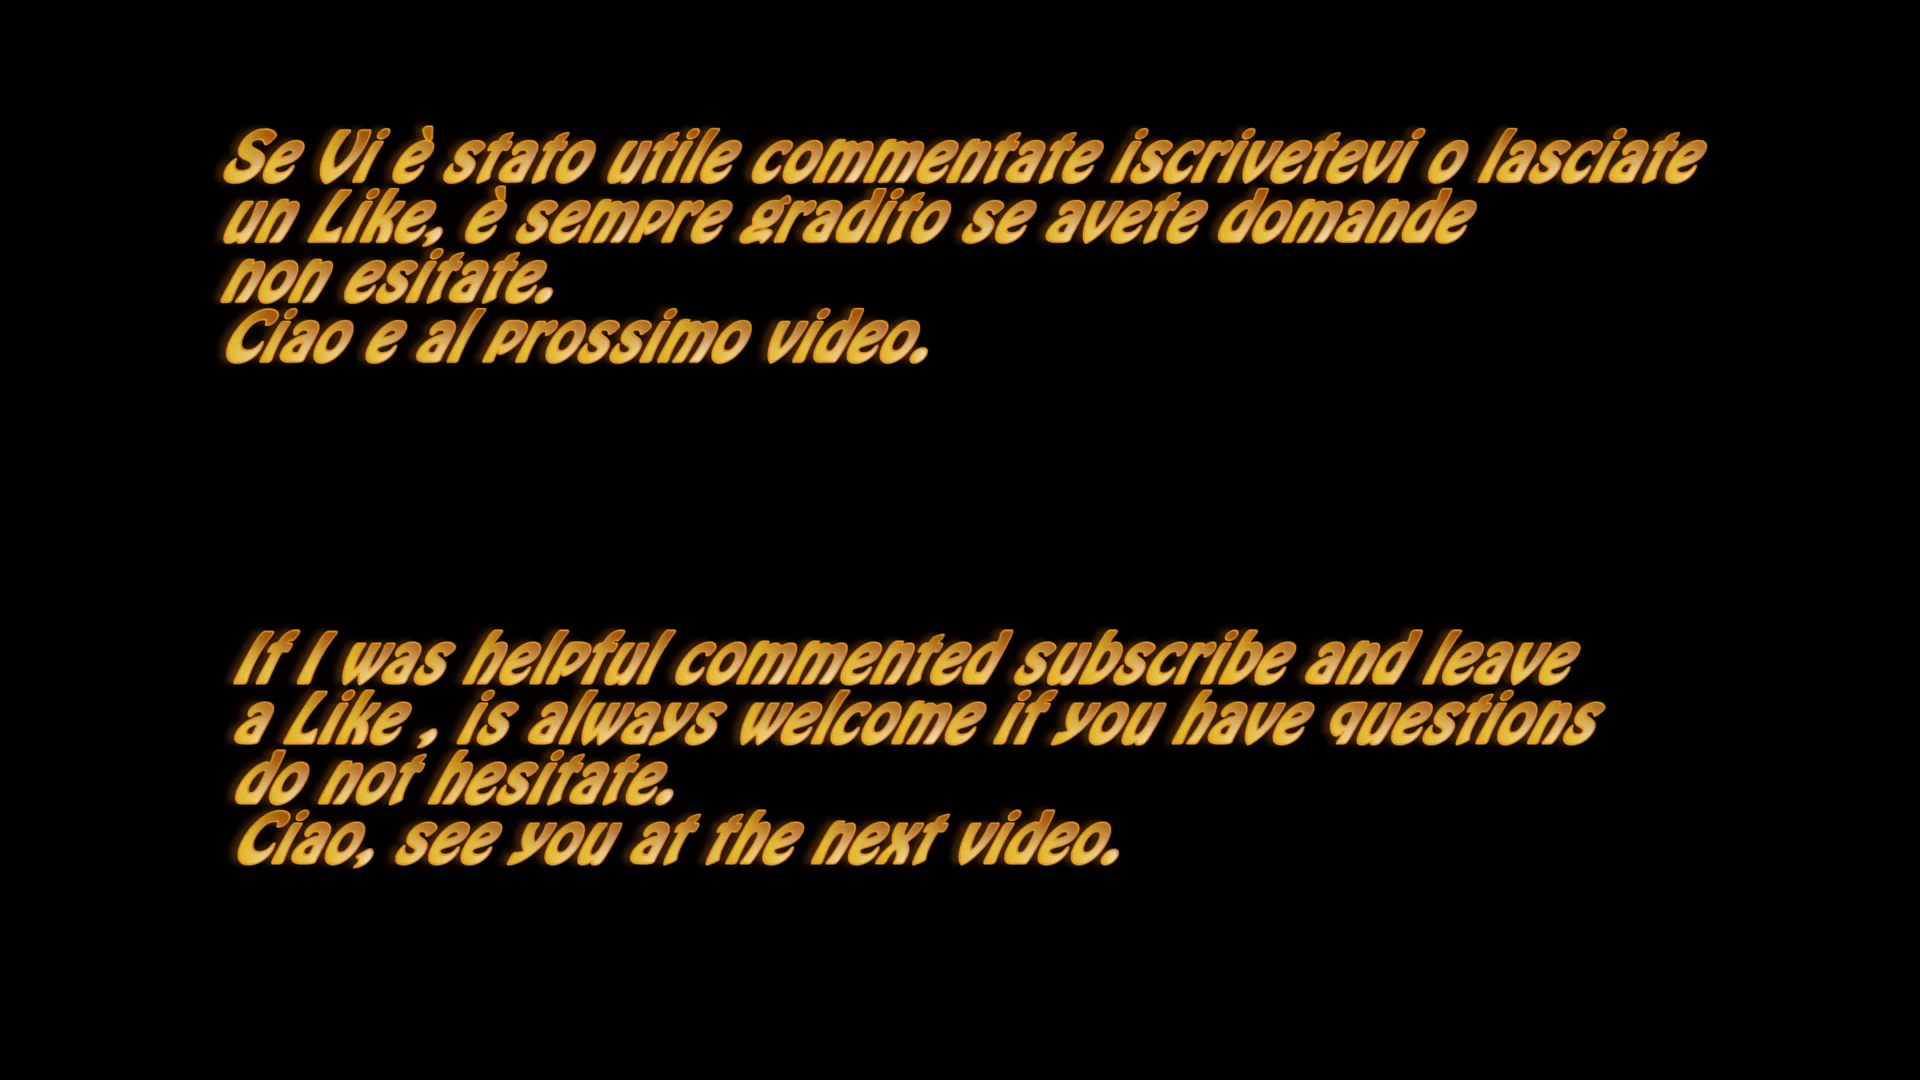 Se Vi è stato utile commentate iscrivetevi o lasciate
un Like, è sempre gradito se avete domande
non esitate.
Ciao e al prossimo video.
If I was helpful commented subscribe and leave
a Like , is always welcome if you have questions
do not hesitate.
Ciao, see you at the next video.